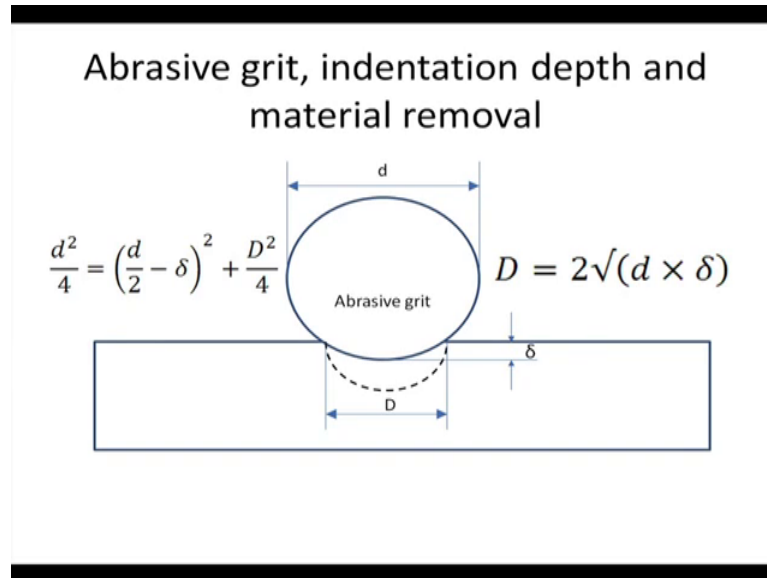 Abrasive grit, indentation depth and
material removal
d
d²/4 = (d/2 − δ)² + D²/4
D = 2√(d × δ)
Abrasive grit
δ
D